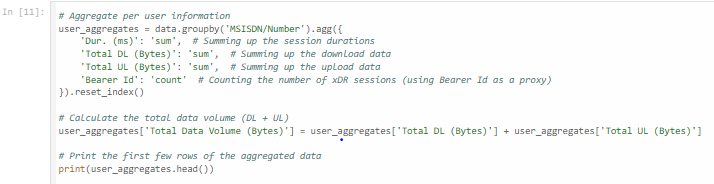 In [11]:
# Aggregate per user information
user_aggregates = data.groupby('MSISDN/Number').agg({
    'Dur. (ms)': 'sum',  # Summing up the session durations
    'Total DL (Bytes)': 'sum',  # Summing up the download data
    'Total UL (Bytes)': 'sum',  # Summing up the upload data
    'Bearer Id': 'count'  # Counting the number of xDR sessions (using Bearer Id as a proxy)
}).reset_index()
# Calculate the total data volume (DL + UL)
user_aggregates['Total Data Volume (Bytes)'] = user_aggregates['Total DL (Bytes)'] + user_aggregates['Total UL (Bytes)']
# Print the first few rows of the aggregated data
print(user_aggregates.head())